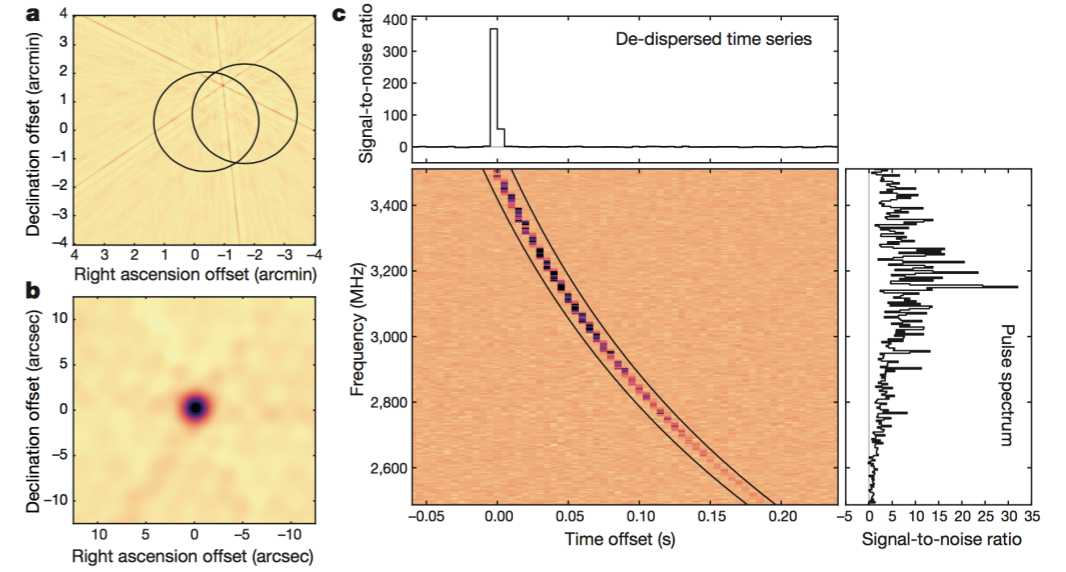 a
Declination offset (arcmin)
4
3
2
1
0
−1
−2
−3
−4
4 3 2 1 0 −1 −2 −3 −4
Right ascension offset (arcmin)
b
Declination offset (arcsec)
10
5
0
−5
−10
10 5 0 −5 −10
Right ascension offset (arcsec)
c
Signal-to-noise ratio
400
300
200
100
0
De-dispersed time series
Frequency (MHz)
3,400
3,200
3,000
2,800
2,600
−0.05 0.00 0.05 0.10 0.15 0.20
Time offset (s)
Pulse spectrum
−5 0 5 10 15 20 25 30 35
Signal-to-noise ratio